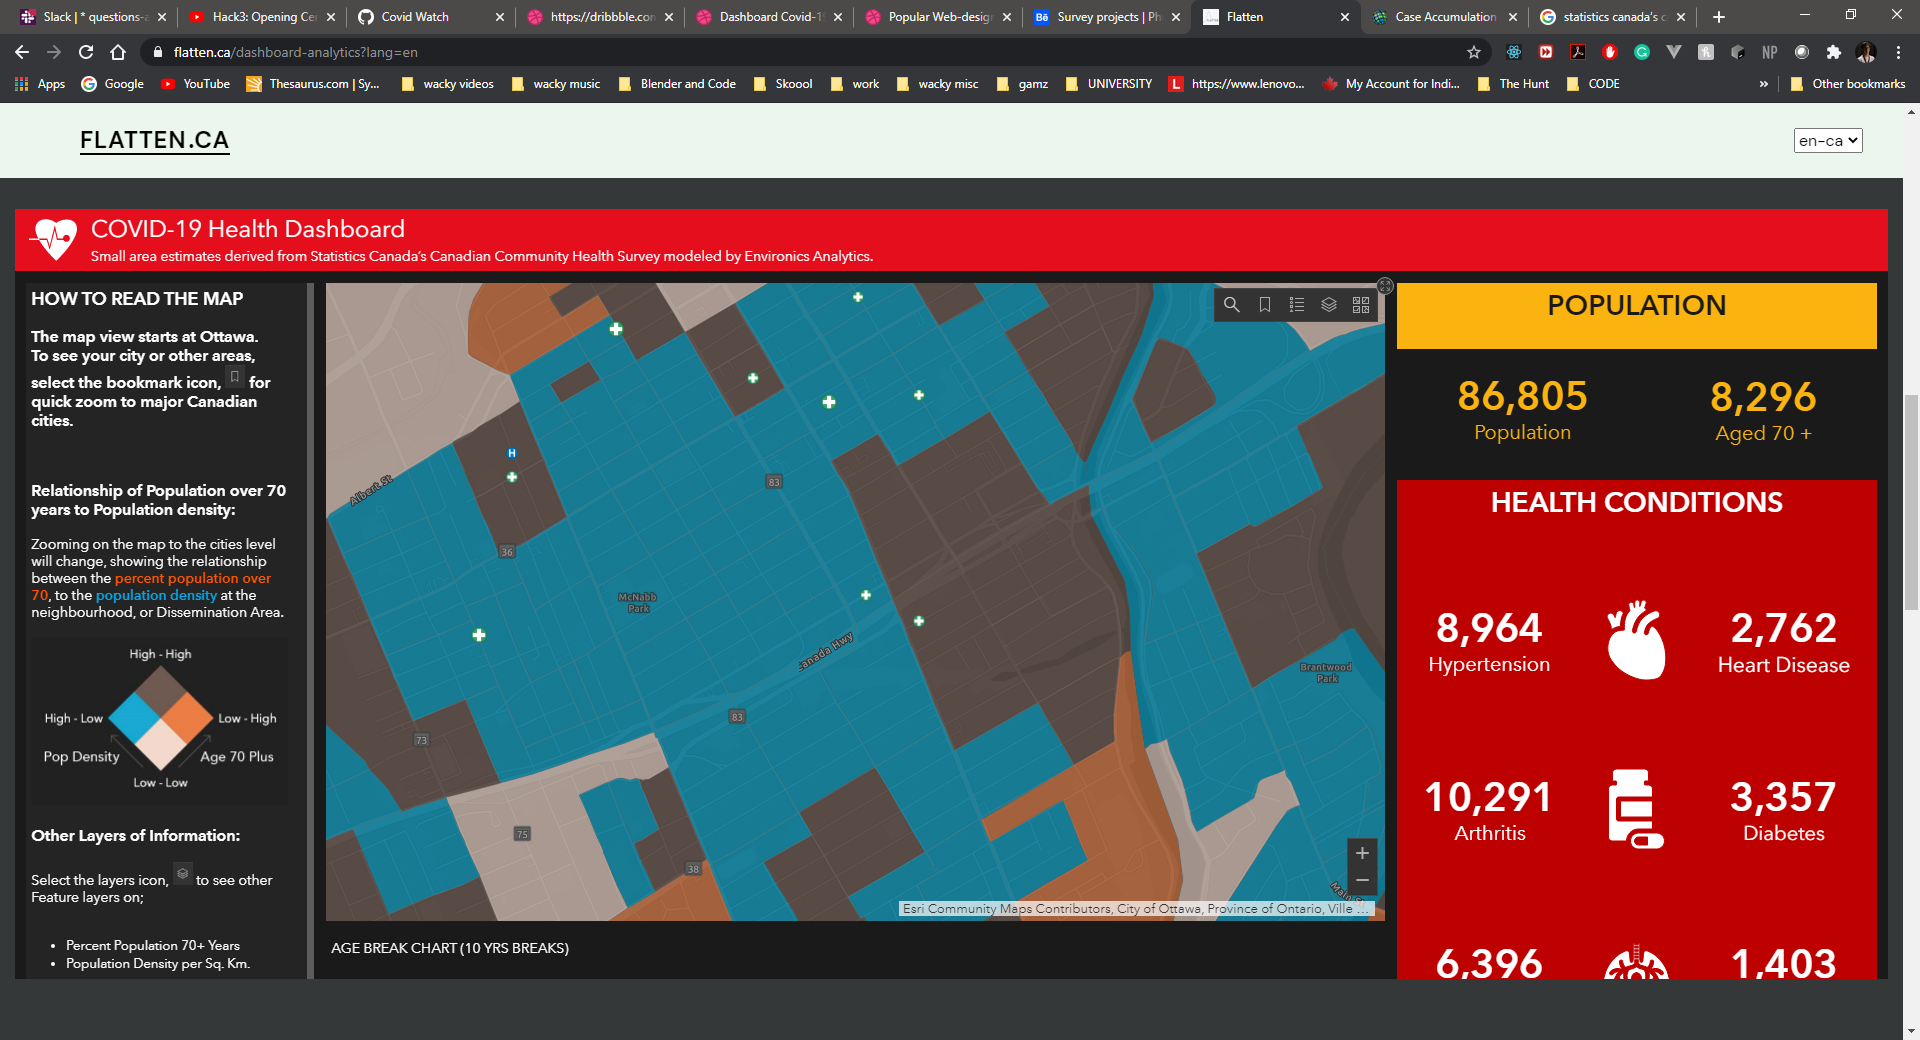 Slack | * questions-a
Hack3: Opening Cer
Covid Watch
https://dribbble.con
Dashboard Covid-1
Popular Web-design
Bē Survey projects | Ph
Flatten
Case Accumulation
statistics canada's c
flatten.ca/dashboard-analytics?lang=en
NP
Apps
Google
YouTube
Thesaurus.com | Sy...
wacky videos
wacky music
Blender and Code
Skoool
work
wacky misc
gamz
UNIVERSITY
L https://www.lenovo...
My Account for Indi...
The Hunt
CODE
»
Other bookmarks
FLATTEN.CA
en-ca
COVID-19 Health Dashboard
Small area estimates derived from Statistics Canada's Canadian Community Health Survey modeled by Environics Analytics.
HOW TO READ THE MAP
The map view starts at Ottawa.
To see your city or other areas,
select the bookmark icon, for
quick zoom to major Canadian
cities.
Relationship of Population over 70
years to Population density:
Zooming on the map to the cities level
will change, showing the relationship
between the percent population over
70, to the population density at the
neighbourhood, or Dissemination Area.
High - High
High - Low
Low - High
Pop Density
Age 70 Plus
Low - Low
Other Layers of Information:
Select the layers icon, to see other
Feature layers on;
• Percent Population 70+ Years
• Population Density per Sq. Km.
Albert St
H
83
36
McNabb
Park
Canada Hwy
Brantwood
Park
83
73
75
38
Main St
+
−
Esri Community Maps Contributors, City of Ottawa, Province of Ontario, Ville ...
AGE BREAK CHART (10 YRS BREAKS)
POPULATION
86,805
Population
8,296
Aged 70 +
HEALTH CONDITIONS
8,964
Hypertension
2,762
Heart Disease
10,291
Arthritis
3,357
Diabetes
6,396
1,403